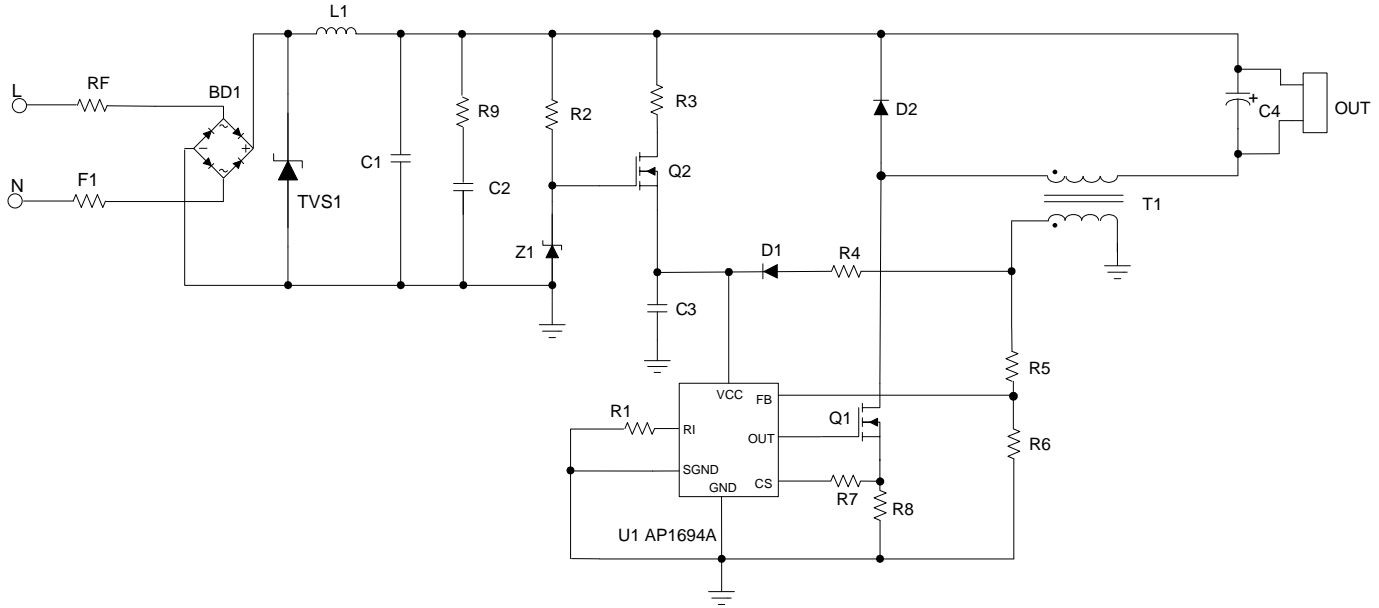 L1
L
RF
BD1
N
F1
TVS1
C1
R9
C2
R2
Z1
R3
Q2
C3
D1
R4
D2
+
C4
OUT
T1
R5
R6
VCC
FB
RI
OUT
SGND
CS
GND
R1
Q1
R7
R8
U1 AP1694A
~
-
+
~